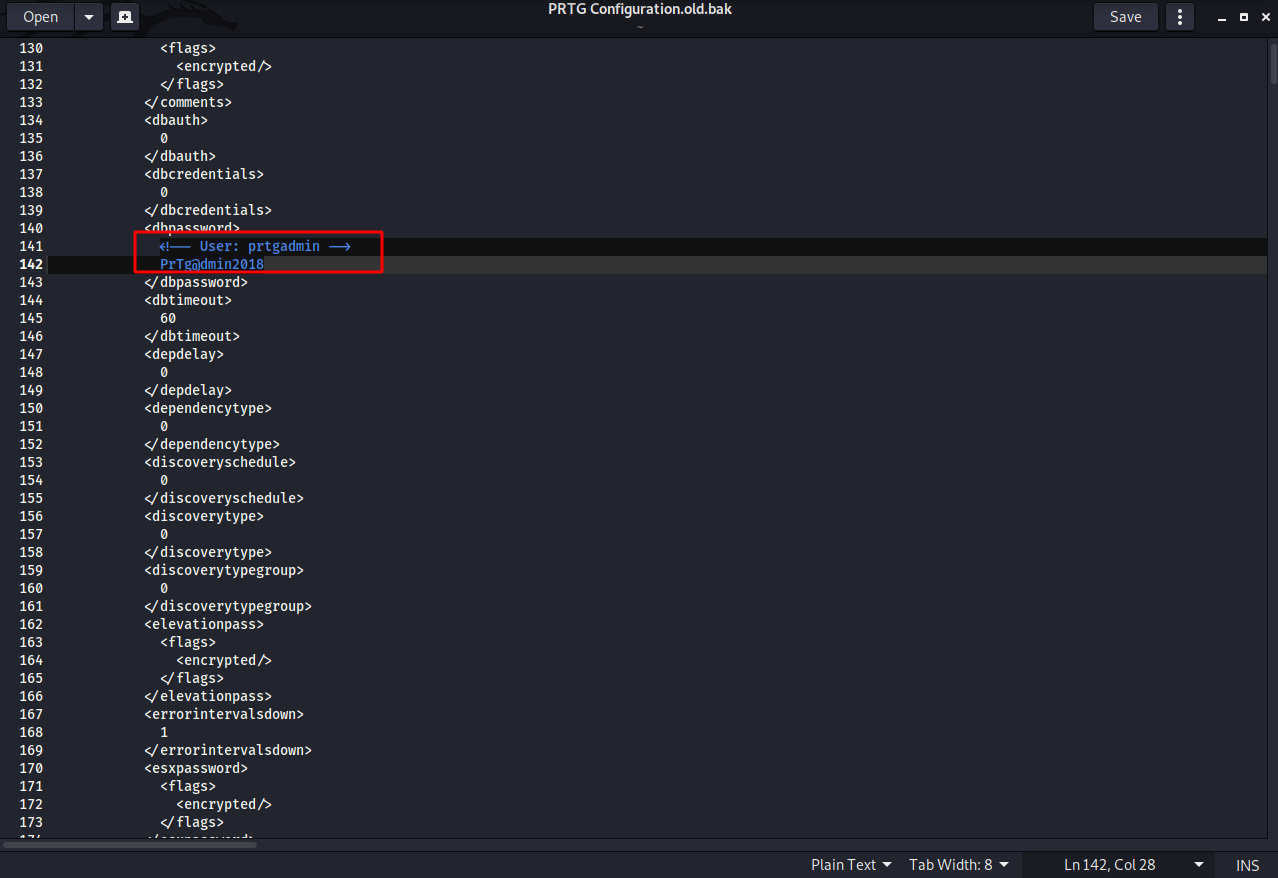 Open
PRTG Configuration.old.bak
~
Save
130 <flags>
131 <encrypted/>
132 </flags>
133 </comments>
134 <dbauth>
135 0
136 </dbauth>
137 <dbcredentials>
138 0
139 </dbcredentials>
140 <dbpassword>
141 <!-- User: prtgadmin -->
142 PrTg@dmin2018
143 </dbpassword>
144 <dbtimeout>
145 60
146 </dbtimeout>
147 <depdelay>
148 0
149 </depdelay>
150 <dependencytype>
151 0
152 </dependencytype>
153 <discoveryschedule>
154 0
155 </discoveryschedule>
156 <discoverytype>
157 0
158 </discoverytype>
159 <discoverytypegroup>
160 0
161 </discoverytypegroup>
162 <elevationpass>
163 <flags>
164 <encrypted/>
165 </flags>
166 </elevationpass>
167 <errorintervalsdown>
168 1
169 </errorintervalsdown>
170 <esxpassword>
171 <flags>
172 <encrypted/>
173 </flags>
174 </esxpassword>
Plain Text Tab Width: 8 Ln 142, Col 28 INS